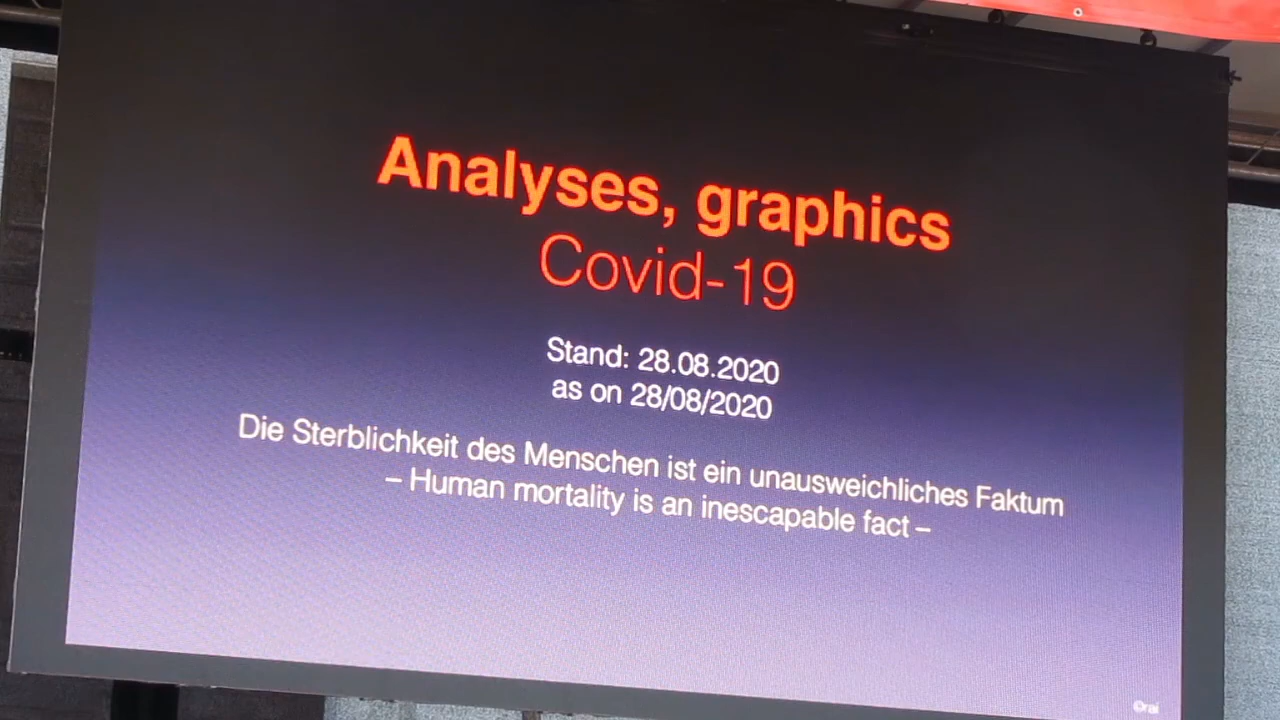 Analyses, graphics
Covid-19
Stand: 28.08.2020
as on 28/08/2020
Die Sterblichkeit des Menschen ist ein unausweichliches Faktum
– Human mortality is an inescapable fact –
©rai